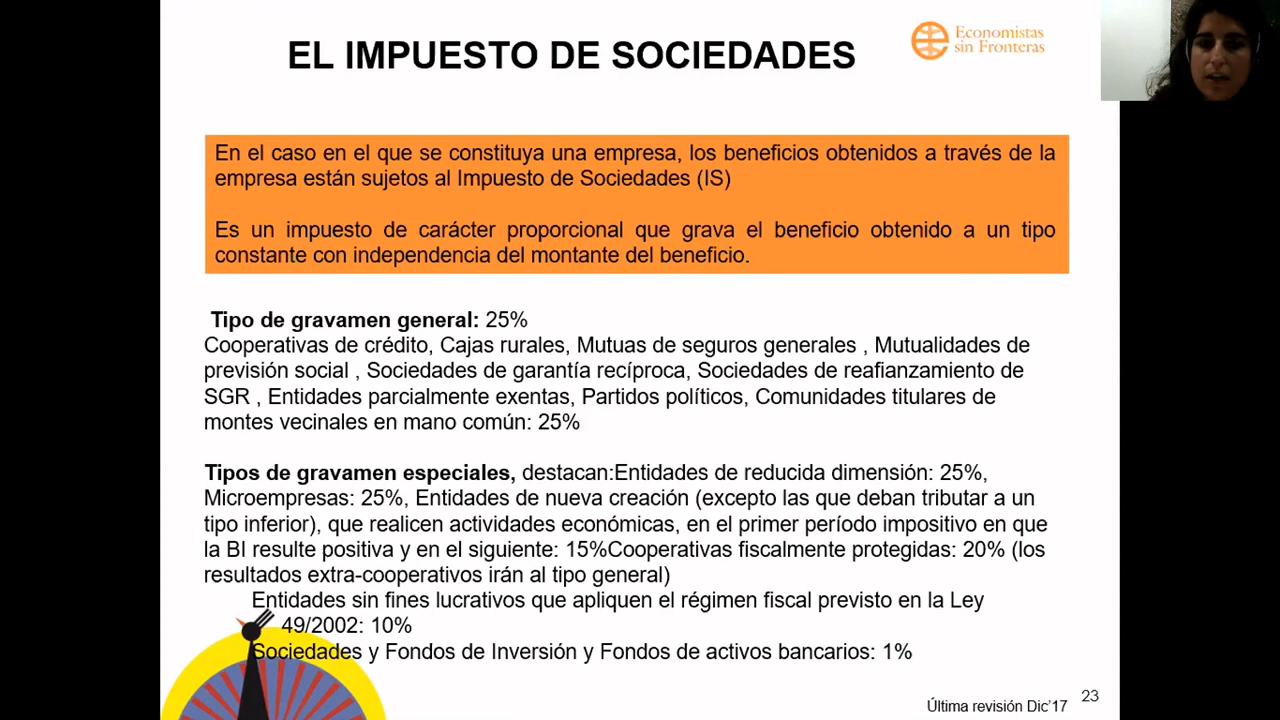 EL IMPUESTO DE SOCIEDADES
Economistas
sin Fronteras
En el caso en el que se constituya una empresa, los beneficios obtenidos a través de la
empresa están sujetos al Impuesto de Sociedades (IS)
Es un impuesto de carácter proporcional que grava el beneficio obtenido a un tipo
constante con independencia del montante del beneficio.
Tipo de gravamen general: 25%
Cooperativas de crédito, Cajas rurales, Mutuas de seguros generales , Mutualidades de
previsión social , Sociedades de garantía recíproca, Sociedades de reafianzamiento de
SGR , Entidades parcialmente exentas, Partidos políticos, Comunidades titulares de
montes vecinales en mano común: 25%
Tipos de gravamen especiales, destacan:Entidades de reducida dimensión: 25%,
Microempresas: 25%, Entidades de nueva creación (excepto las que deban tributar a un
tipo inferior), que realicen actividades económicas, en el primer período impositivo en que
la BI resulte positiva y en el siguiente: 15%Cooperativas fiscalmente protegidas: 20% (los
resultados extra-cooperativos irán al tipo general)
Entidades sin fines lucrativos que apliquen el régimen fiscal previsto en la Ley
49/2002: 10%
Sociedades y Fondos de Inversión y Fondos de activos bancarios: 1%
Última revisión Dic'17
23